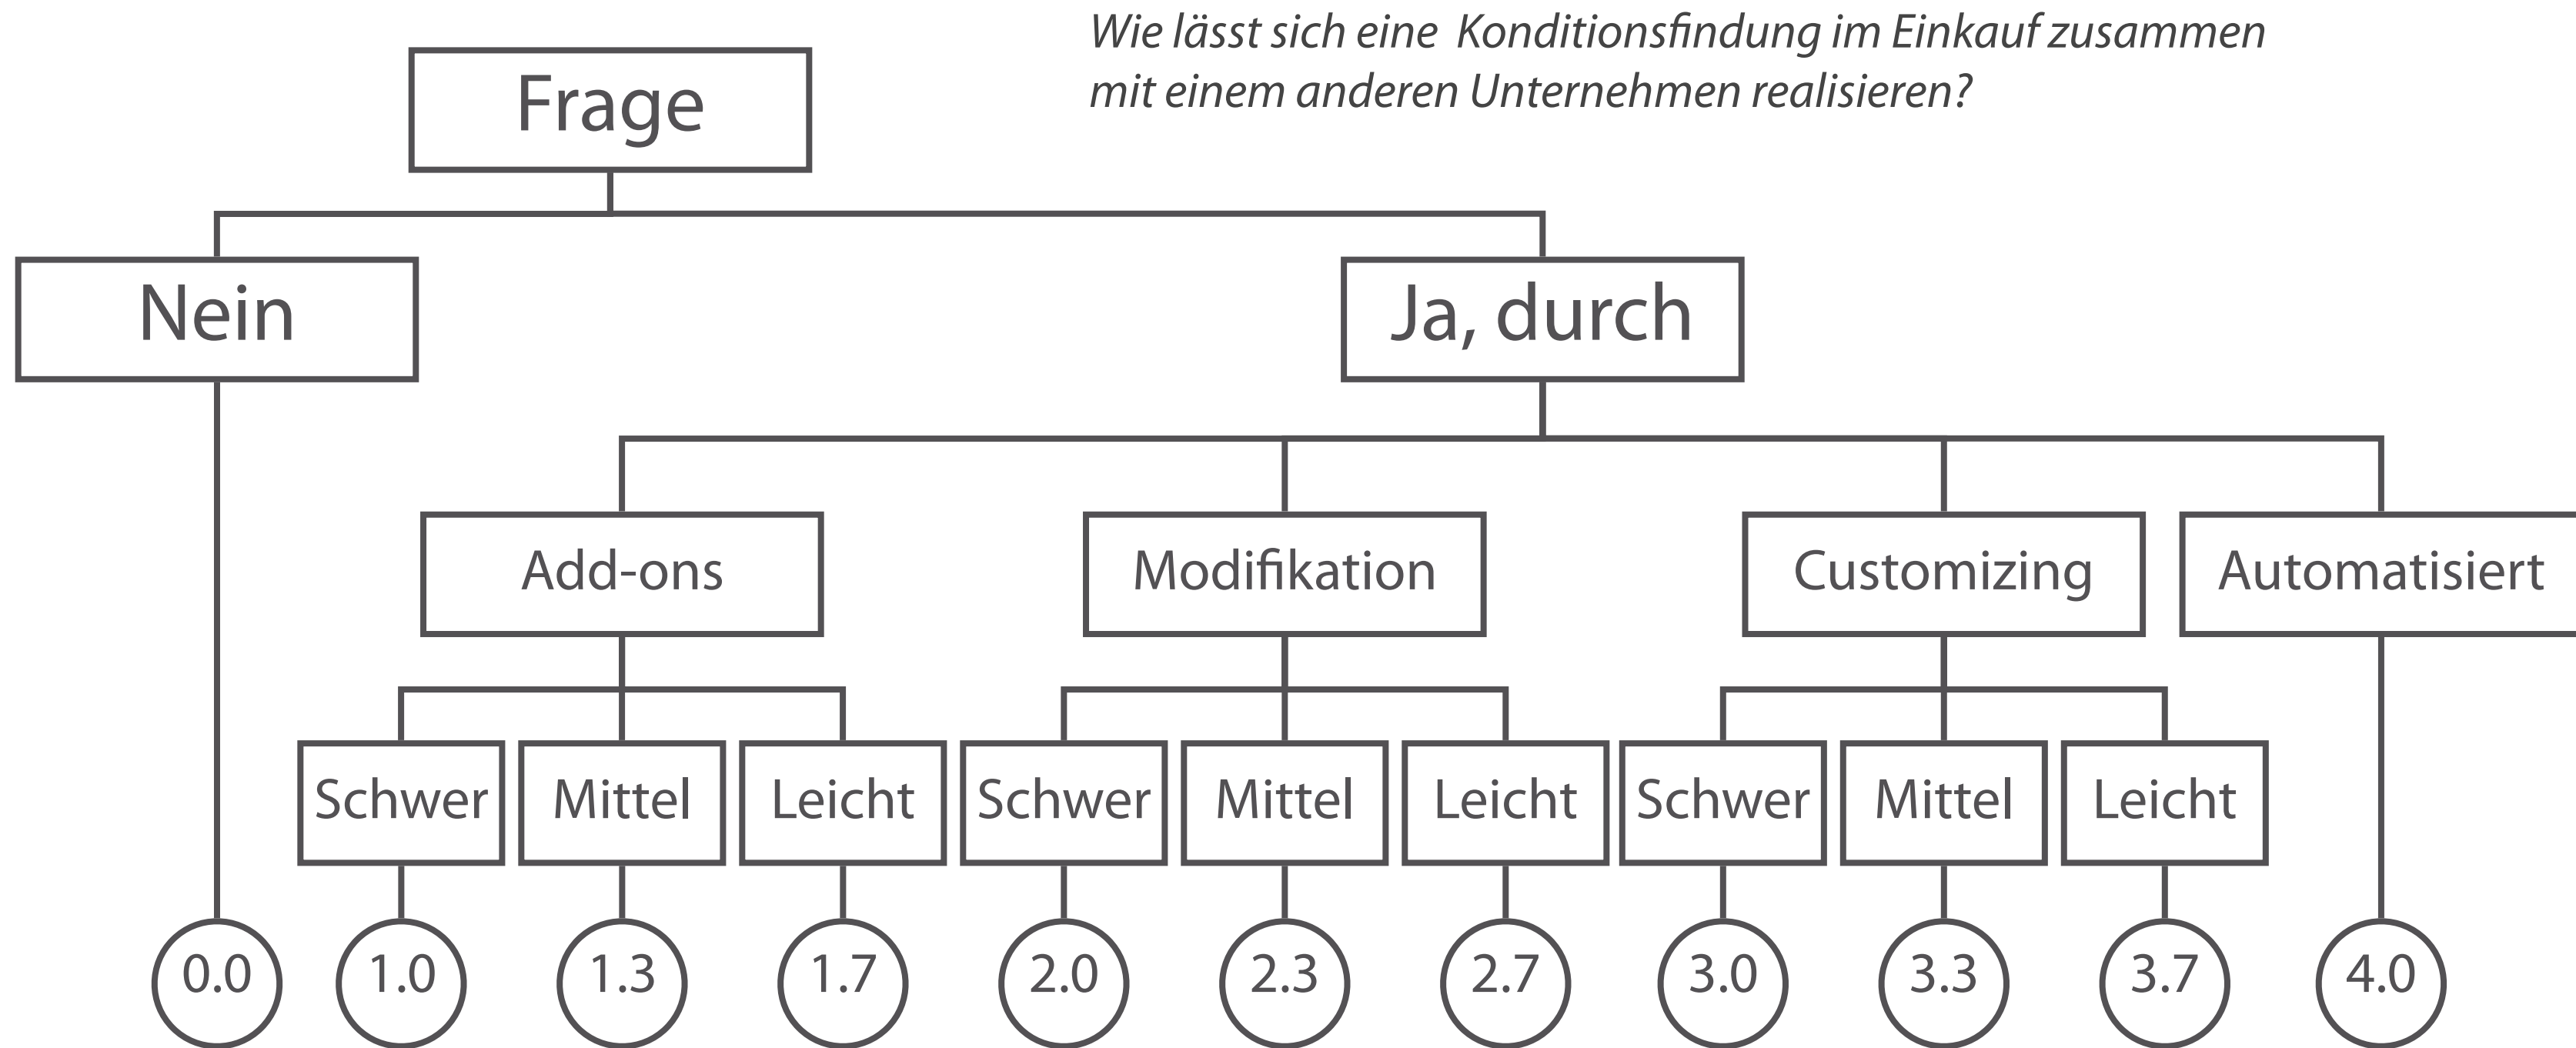 Wie lässt sich eine Konditionsfindung im Einkauf zusammen
mit einem anderen Unternehmen realisieren?
Frage
Nein
Ja, durch
Add-ons
Modifikation
Customizing
Automatisiert
Schwer
Mittel
Leicht
Schwer
Mittel
Leicht
Schwer
Mittel
Leicht
0.0
1.0
1.3
1.7
2.0
2.3
2.7
3.0
3.3
3.7
4.0